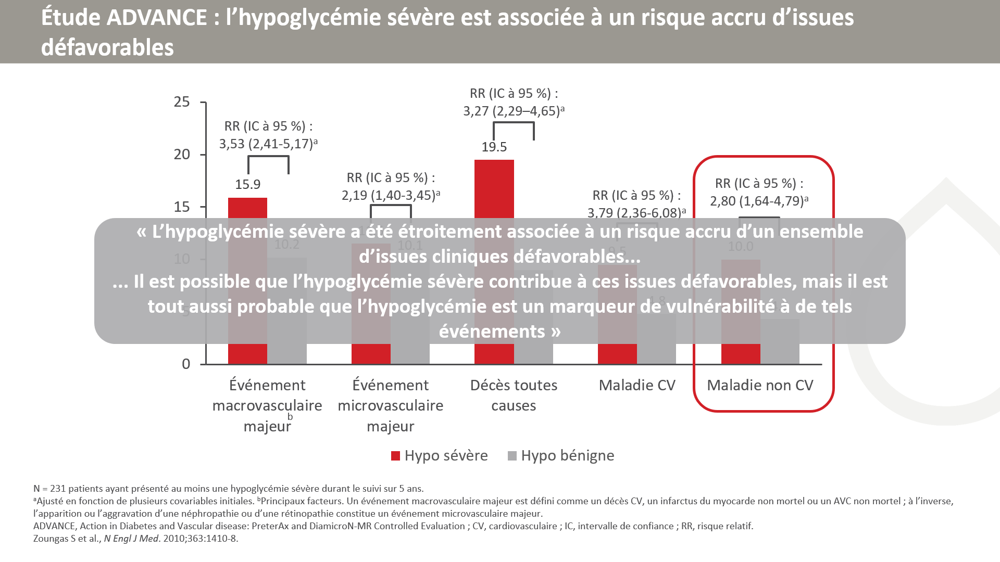 Étude ADVANCE : l’hypoglycémie sévère est associée à un risque accru d’issues
défavorables
RR (IC à 95 %) :
3,53 (2,41-5,17)ᵃ
RR (IC à 95 %) :
2,19 (1,40-3,45)ᵃ
RR (IC à 95 %) :
3,27 (2,29–4,65)ᵃ
RR (IC à 95 %) :
3,79 (2,36-6,08)ᵃ
RR (IC à 95 %) :
2,80 (1,64-4,79)ᵃ
25
20
15
10
5
0
15.9
10.2
10.1
19.5
9.5
4.8
10.0
« L’hypoglycémie sévère a été étroitement associée à un risque accru d’un ensemble
d’issues cliniques défavorables...
... Il est possible que l’hypoglycémie sévère contribue à ces issues défavorables, mais il est
tout aussi probable que l’hypoglycémie est un marqueur de vulnérabilité à de tels
événements »
Événement
macrovasculaire
majeurᵇ
Événement
microvasculaire
majeur
Décès toutes
causes
Maladie CV
Maladie non CV
Hypo sévère
Hypo bénigne
N = 231 patients ayant présenté au moins une hypoglycémie sévère durant le suivi sur 5 ans.
ᵃAjusté en fonction de plusieurs covariables initiales. ᵇPrincipaux facteurs. Un événement macrovasculaire majeur est défini comme un décès CV, un infarctus du myocarde non mortel ou un AVC non mortel ; à l’inverse,
l’apparition ou l’aggravation d’une néphropathie ou d’une rétinopathie constitue un événement microvasculaire majeur.
ADVANCE, Action in Diabetes and Vascular disease: PreterAx and DiamicroN-MR Controlled Evaluation ; CV, cardiovasculaire ; IC, intervalle de confiance ; RR, risque relatif.
Zoungas S et al., N Engl J Med. 2010;363:1410-8.